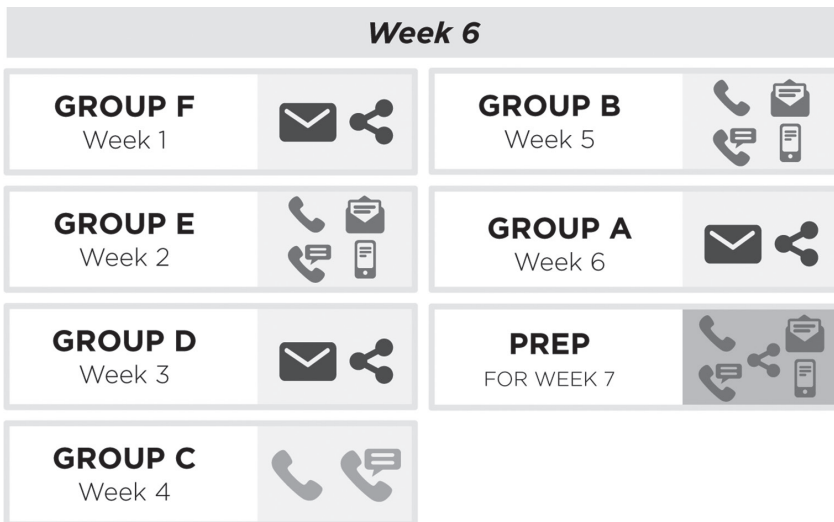 Week 6
GROUP F
Week 1
GROUP E
Week 2
GROUP D
Week 3
GROUP C
Week 4
GROUP B
Week 5
GROUP A
Week 6
PREP
FOR WEEK 7